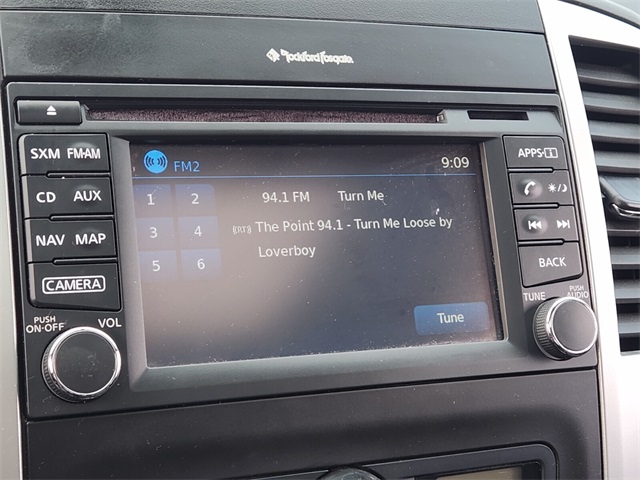 Rockford Fosgate
SXM FM·AM
CD AUX
NAV MAP
CAMERA
PUSH
ON·OFF VOL
FM2 9:09
1 2 94.1 FM Turn Me
3 4 The Point 94.1 - Turn Me Loose by
Loverboy
5 6
Tune
APPS·i
BACK
TUNE PUSH
AUDIO